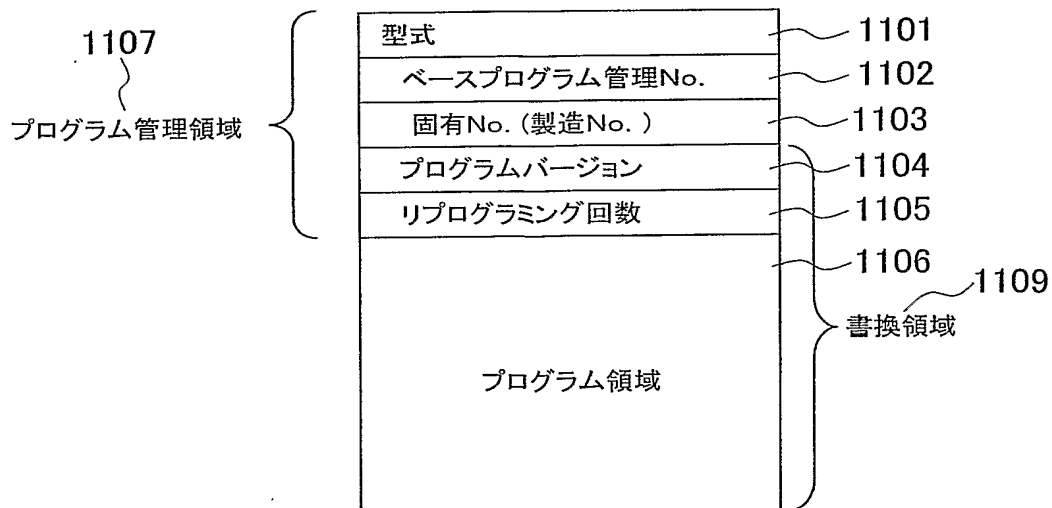 1107
プログラム管理領域
型式
1101
ベースプログラム管理No.
1102
固有No.(製造No.)
1103
プログラムバージョン
1104
リプログラミング回数
1105
1106
プログラム領域
1109
書換領域